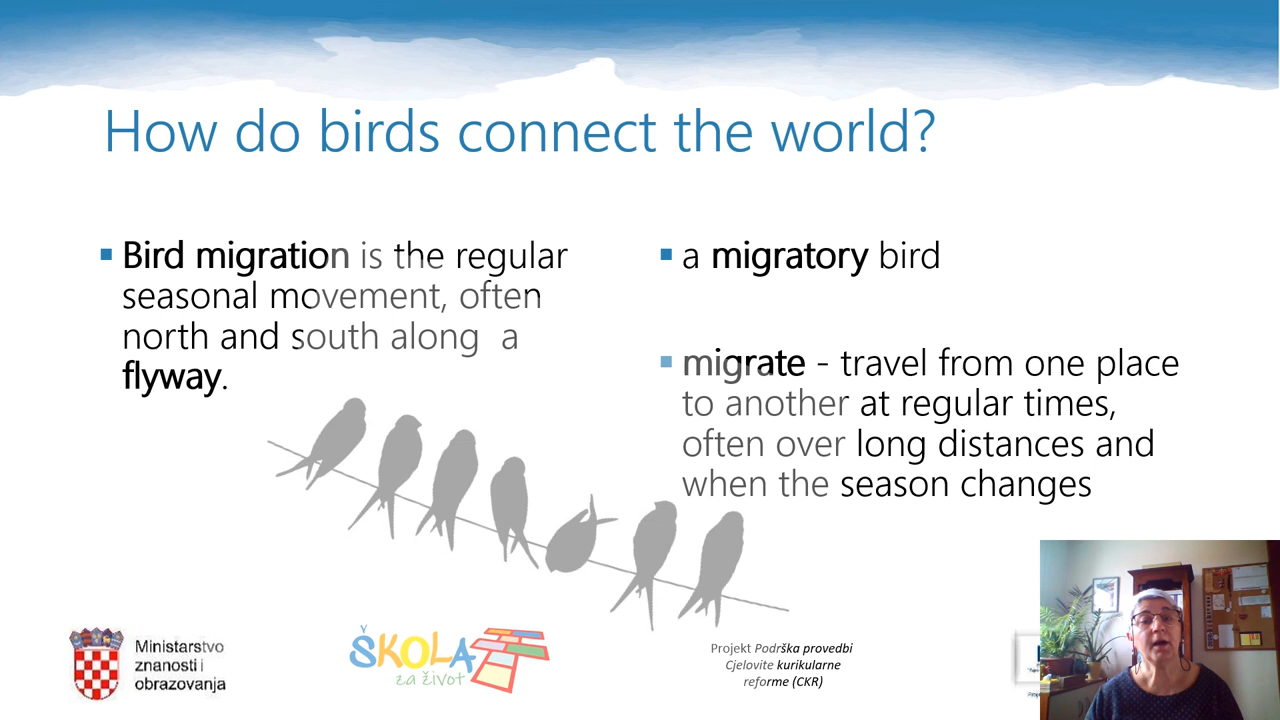 How do birds connect the world?
Bird migration is the regular
seasonal movement, often
north and south along a
flyway.
a migratory bird
migrate - travel from one place
to another at regular times,
often over long distances and
when the season changes
Ministarstvo
znanosti i
obrazovanja
ŠKOLA
za život
Projekt Podrška provedbi
Cjelovite kurikularne
reforme (CKR)